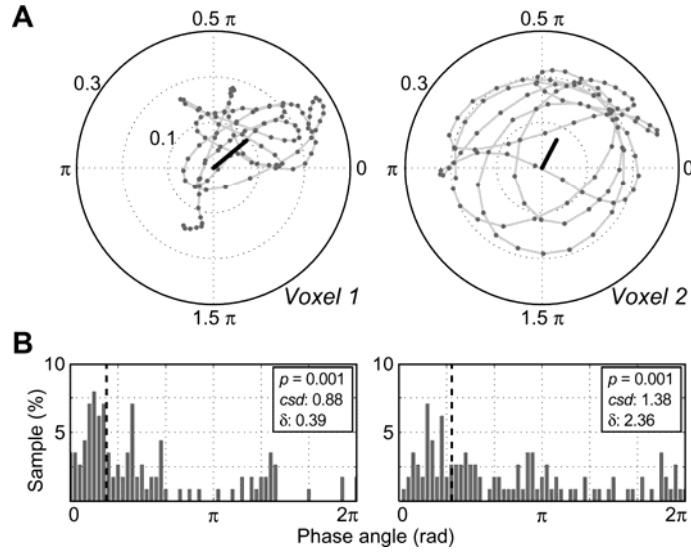 A
0.5 π
0.5 π
0.3
0.3
0.1
π
0
π
0
Voxel 1
Voxel 2
1.5 π
1.5 π
B
10
10
p = 0.001
csd: 0.88
δ: 0.39
p = 0.001
csd: 1.38
δ: 2.36
Sample (%)
5
5
0
π
2π
0
π
2π
Phase angle (rad)